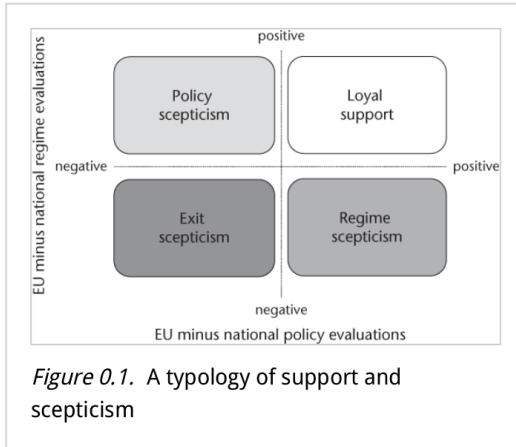 positive
EU minus national regime evaluations
Policy
scepticism
Loyal
support
negative
positive
Exit
scepticism
Regime
scepticism
negative
EU minus national policy evaluations
Figure 0.1. A typology of support and
scepticism